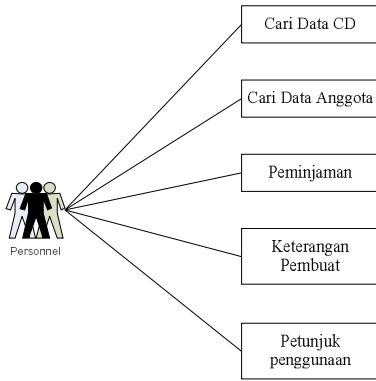 Cari Data CD
Cari Data Anggota
Peminjaman
Personnel
Keterangan
Pembuat
Petunjuk
penggunaan